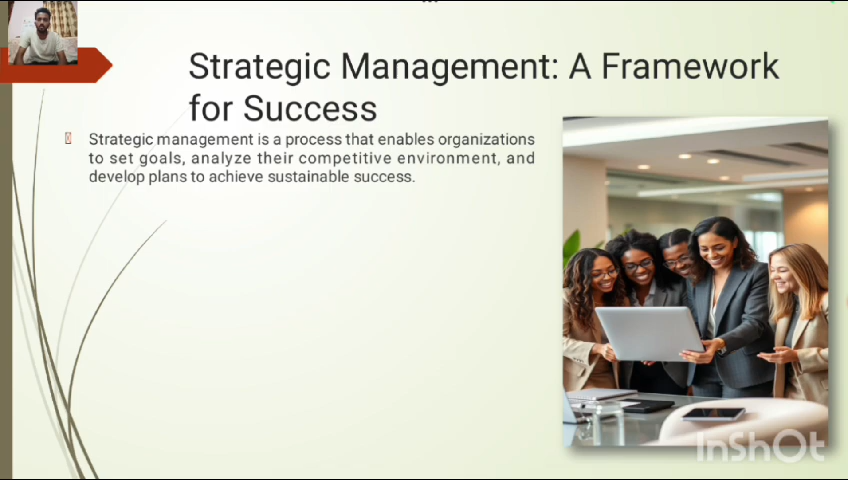 Strategic Management: A Framework
for Success
Strategic management is a process that enables organizations
to set goals, analyze their competitive environment, and
develop plans to achieve sustainable success.
InShOt